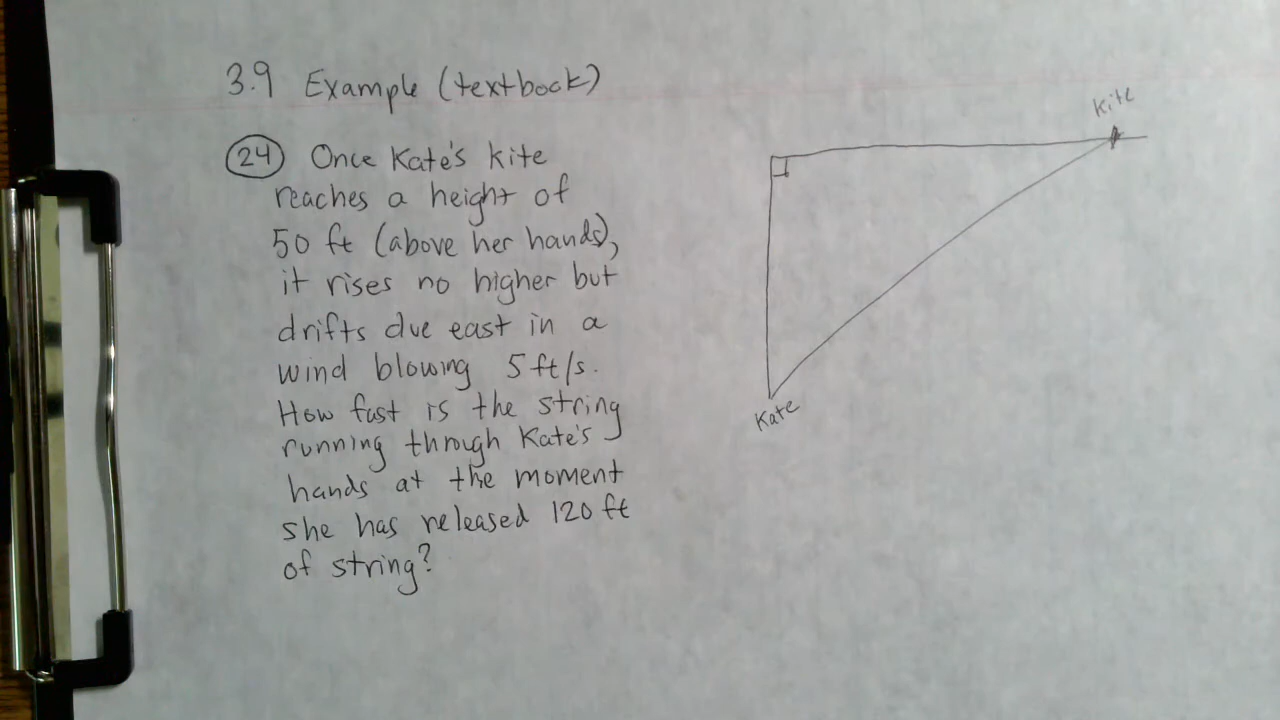 3.9 Example (textbook)
24 Once Kate's kite
reaches a height of
50 ft (above her hands),
it rises no higher but
drifts due east in a
wind blowing 5 ft/s.
How fast is the string
running through Kate's
hands at the moment
she has released 120 ft
of string?
Kite
Kate